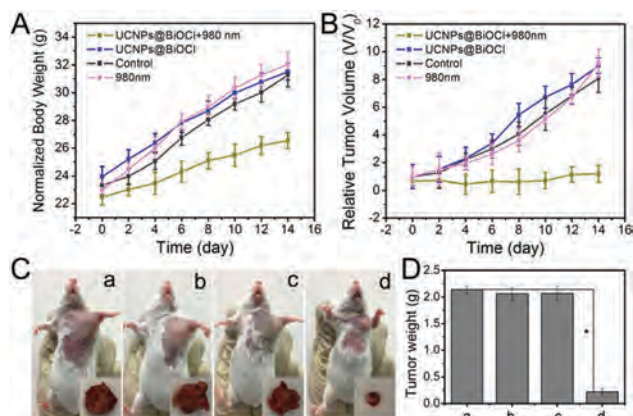 A
UCNPs@BiOCl+980 nm
UCNPs@BiOCl
Control
980nm
Normalized Body Weight (g)
32
30
28
26
24
22
-2 0 2 4 6 8 10 12 14 16
Time (day)
B
UCNPs@BiOCl+980nm
UCNPs@BiOCl
Control
980nm
Relative Tumor Volume (V/V0)
12
10
8
6
4
2
0
-2
-2 0 2 4 6 8 10 12 14 16
Time (day)
C
a
b
c
d
D
Tumor weight (g)
2.5
2.0
1.5
1.0
0.5
0.0
*
a b c d